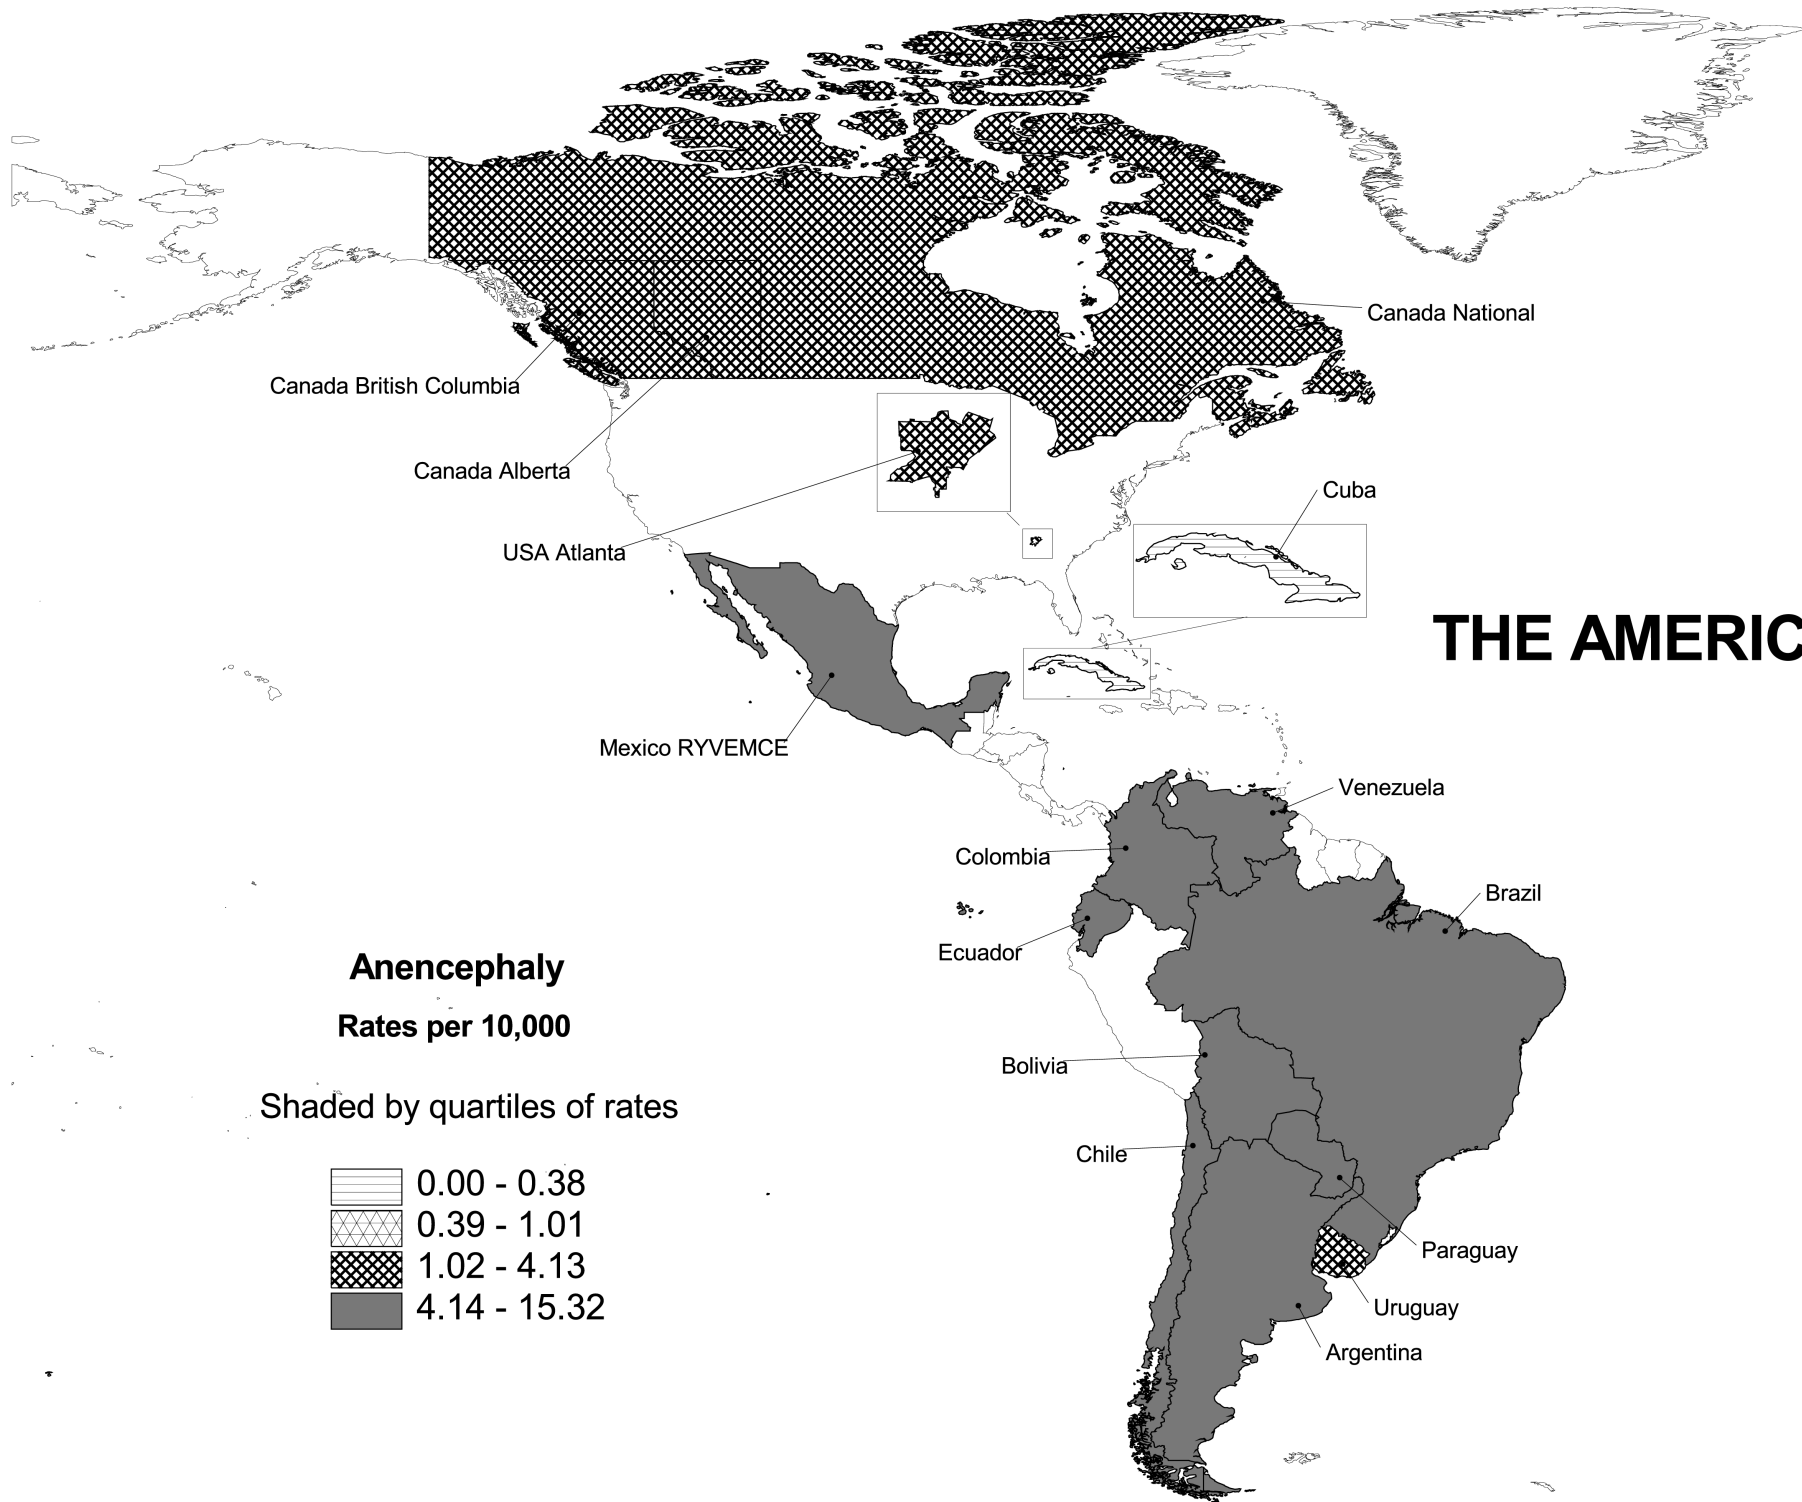 Canada National
Canada British Columbia
Canada Alberta
Cuba
USA Atlanta
THE AMERIC
Mexico RYVEMCE
Venezuela
Colombia
Brazil
Ecuador
Anencephaly
Rates per 10,000
Bolivia
Shaded by quartiles of rates
Chile
0.00 - 0.38
0.39 - 1.01
1.02 - 4.13
4.14 - 15.32
Paraguay
Uruguay
Argentina